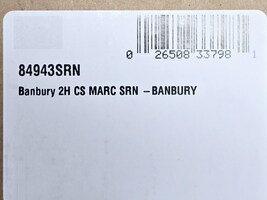 0 26508 33798 1
84943SRN
Banbury 2H CS MARC SRN – BANBURY